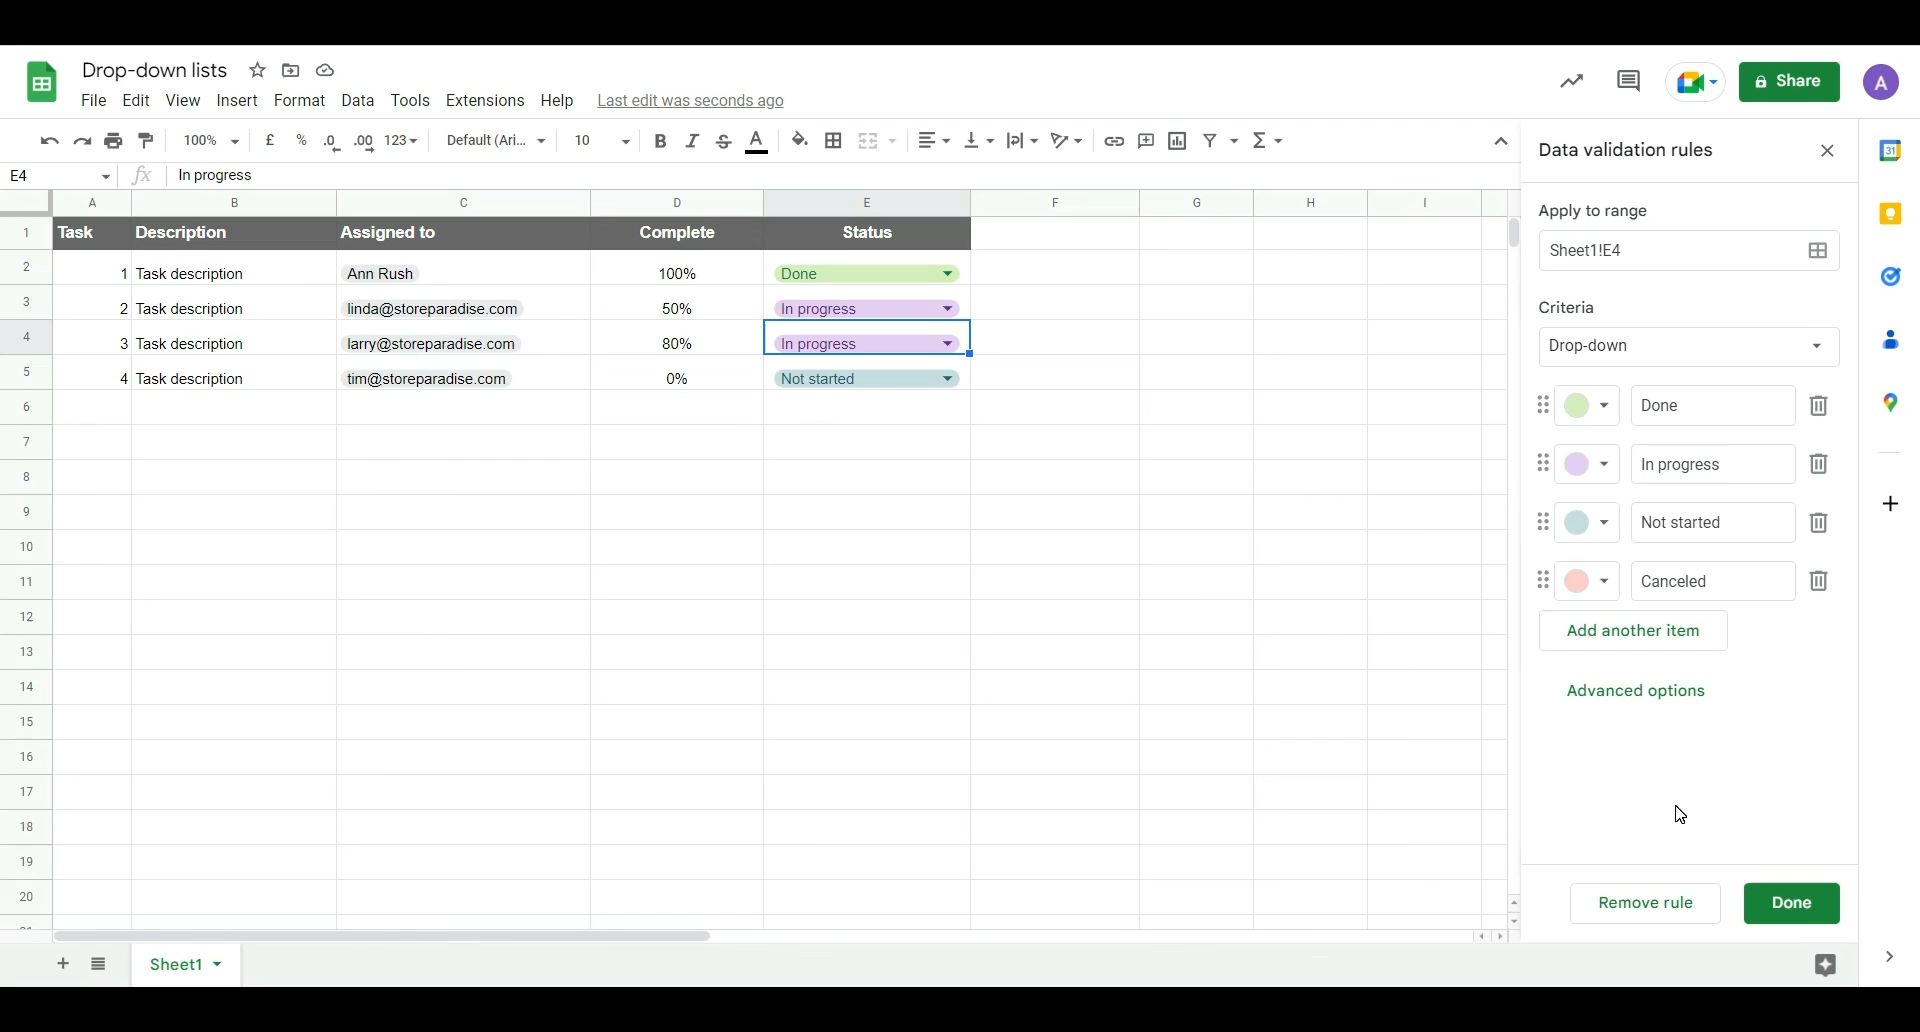 Drop-down lists
File Edit View Insert Format Data Tools Extensions Help Last edit was seconds ago
Share
A
100% £ % .0 .00 123 Default (Ari... 10 B I S A Σ
E4 fx In progress
A B C D E F G H I
1 Task Description Assigned to Complete Status
2 1 Task description Ann Rush 100% Done
3 2 Task description linda@storeparadise.com 50% In progress
4 3 Task description larry@storeparadise.com 80% In progress
5 4 Task description tim@storeparadise.com 0% Not started
6
7
8
9
10
11
12
13
14
15
16
17
18
19
20
Sheet1
Data validation rules
Apply to range
Sheet1!E4
Criteria
Drop-down
Done
In progress
Not started
Canceled
Add another item
Advanced options
Remove rule Done
31